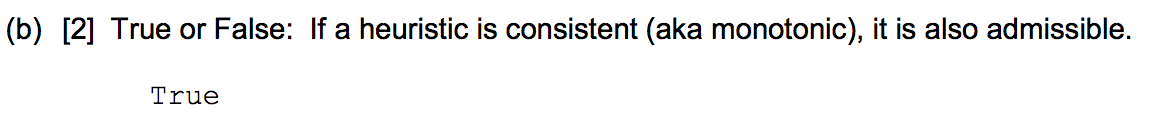 (b) [2] True or False: If a heuristic is consistent (aka monotonic), it is also admissible.
True